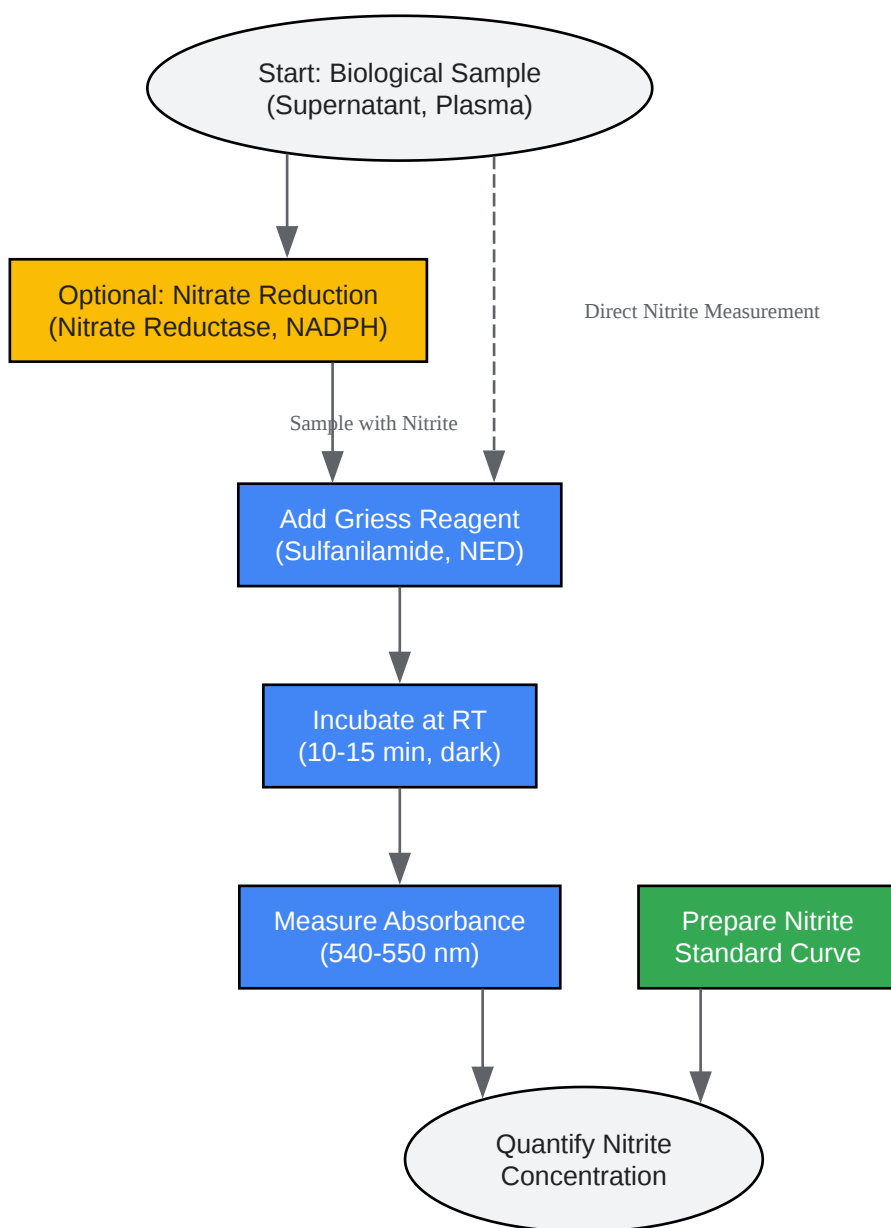 Start: Biological Sample
(Supernatant, Plasma)
Optional: Nitrate Reduction
(Nitrate Reductase, NADPH)
Direct Nitrite Measurement
Sample with Nitrite
Add Griess Reagent
(Sulfanilamide, NED)
Incubate at RT
(10-15 min, dark)
Measure Absorbance
(540-550 nm)
Prepare Nitrite
Standard Curve
Quantify Nitrite
Concentration